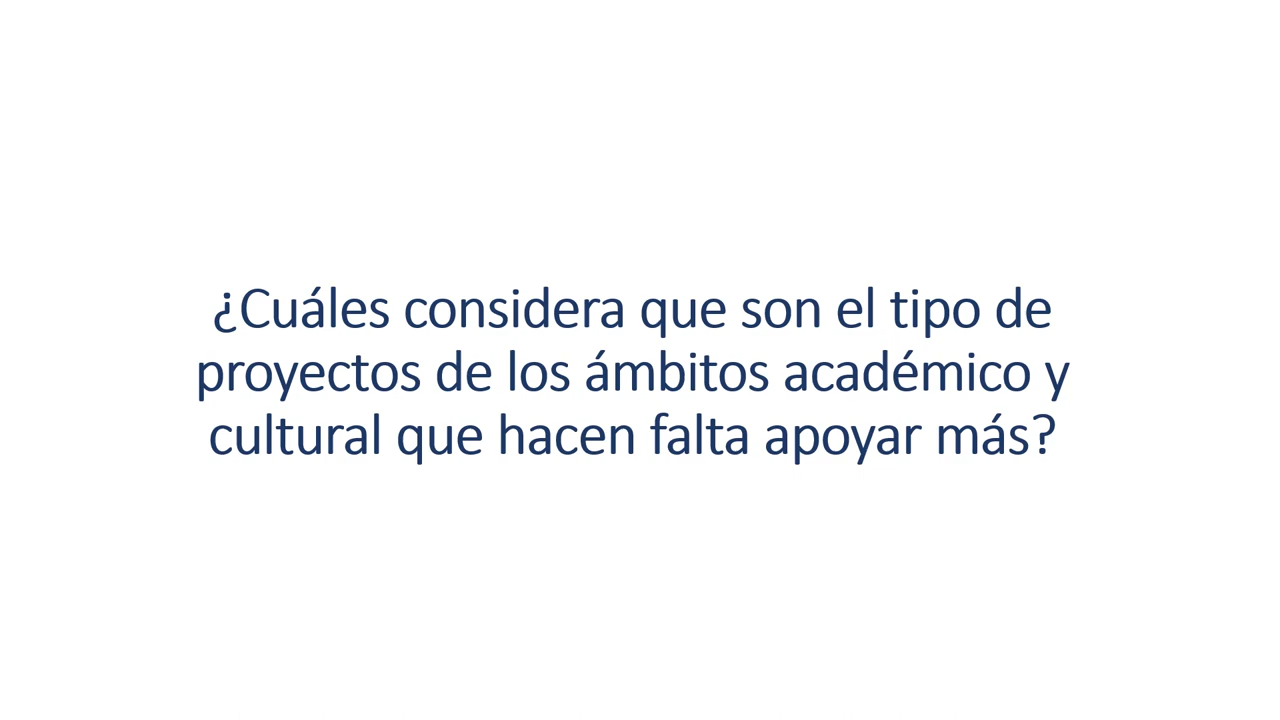 ¿Cuáles considera que son el tipo de
proyectos de los ámbitos académico y
cultural que hacen falta apoyar más?